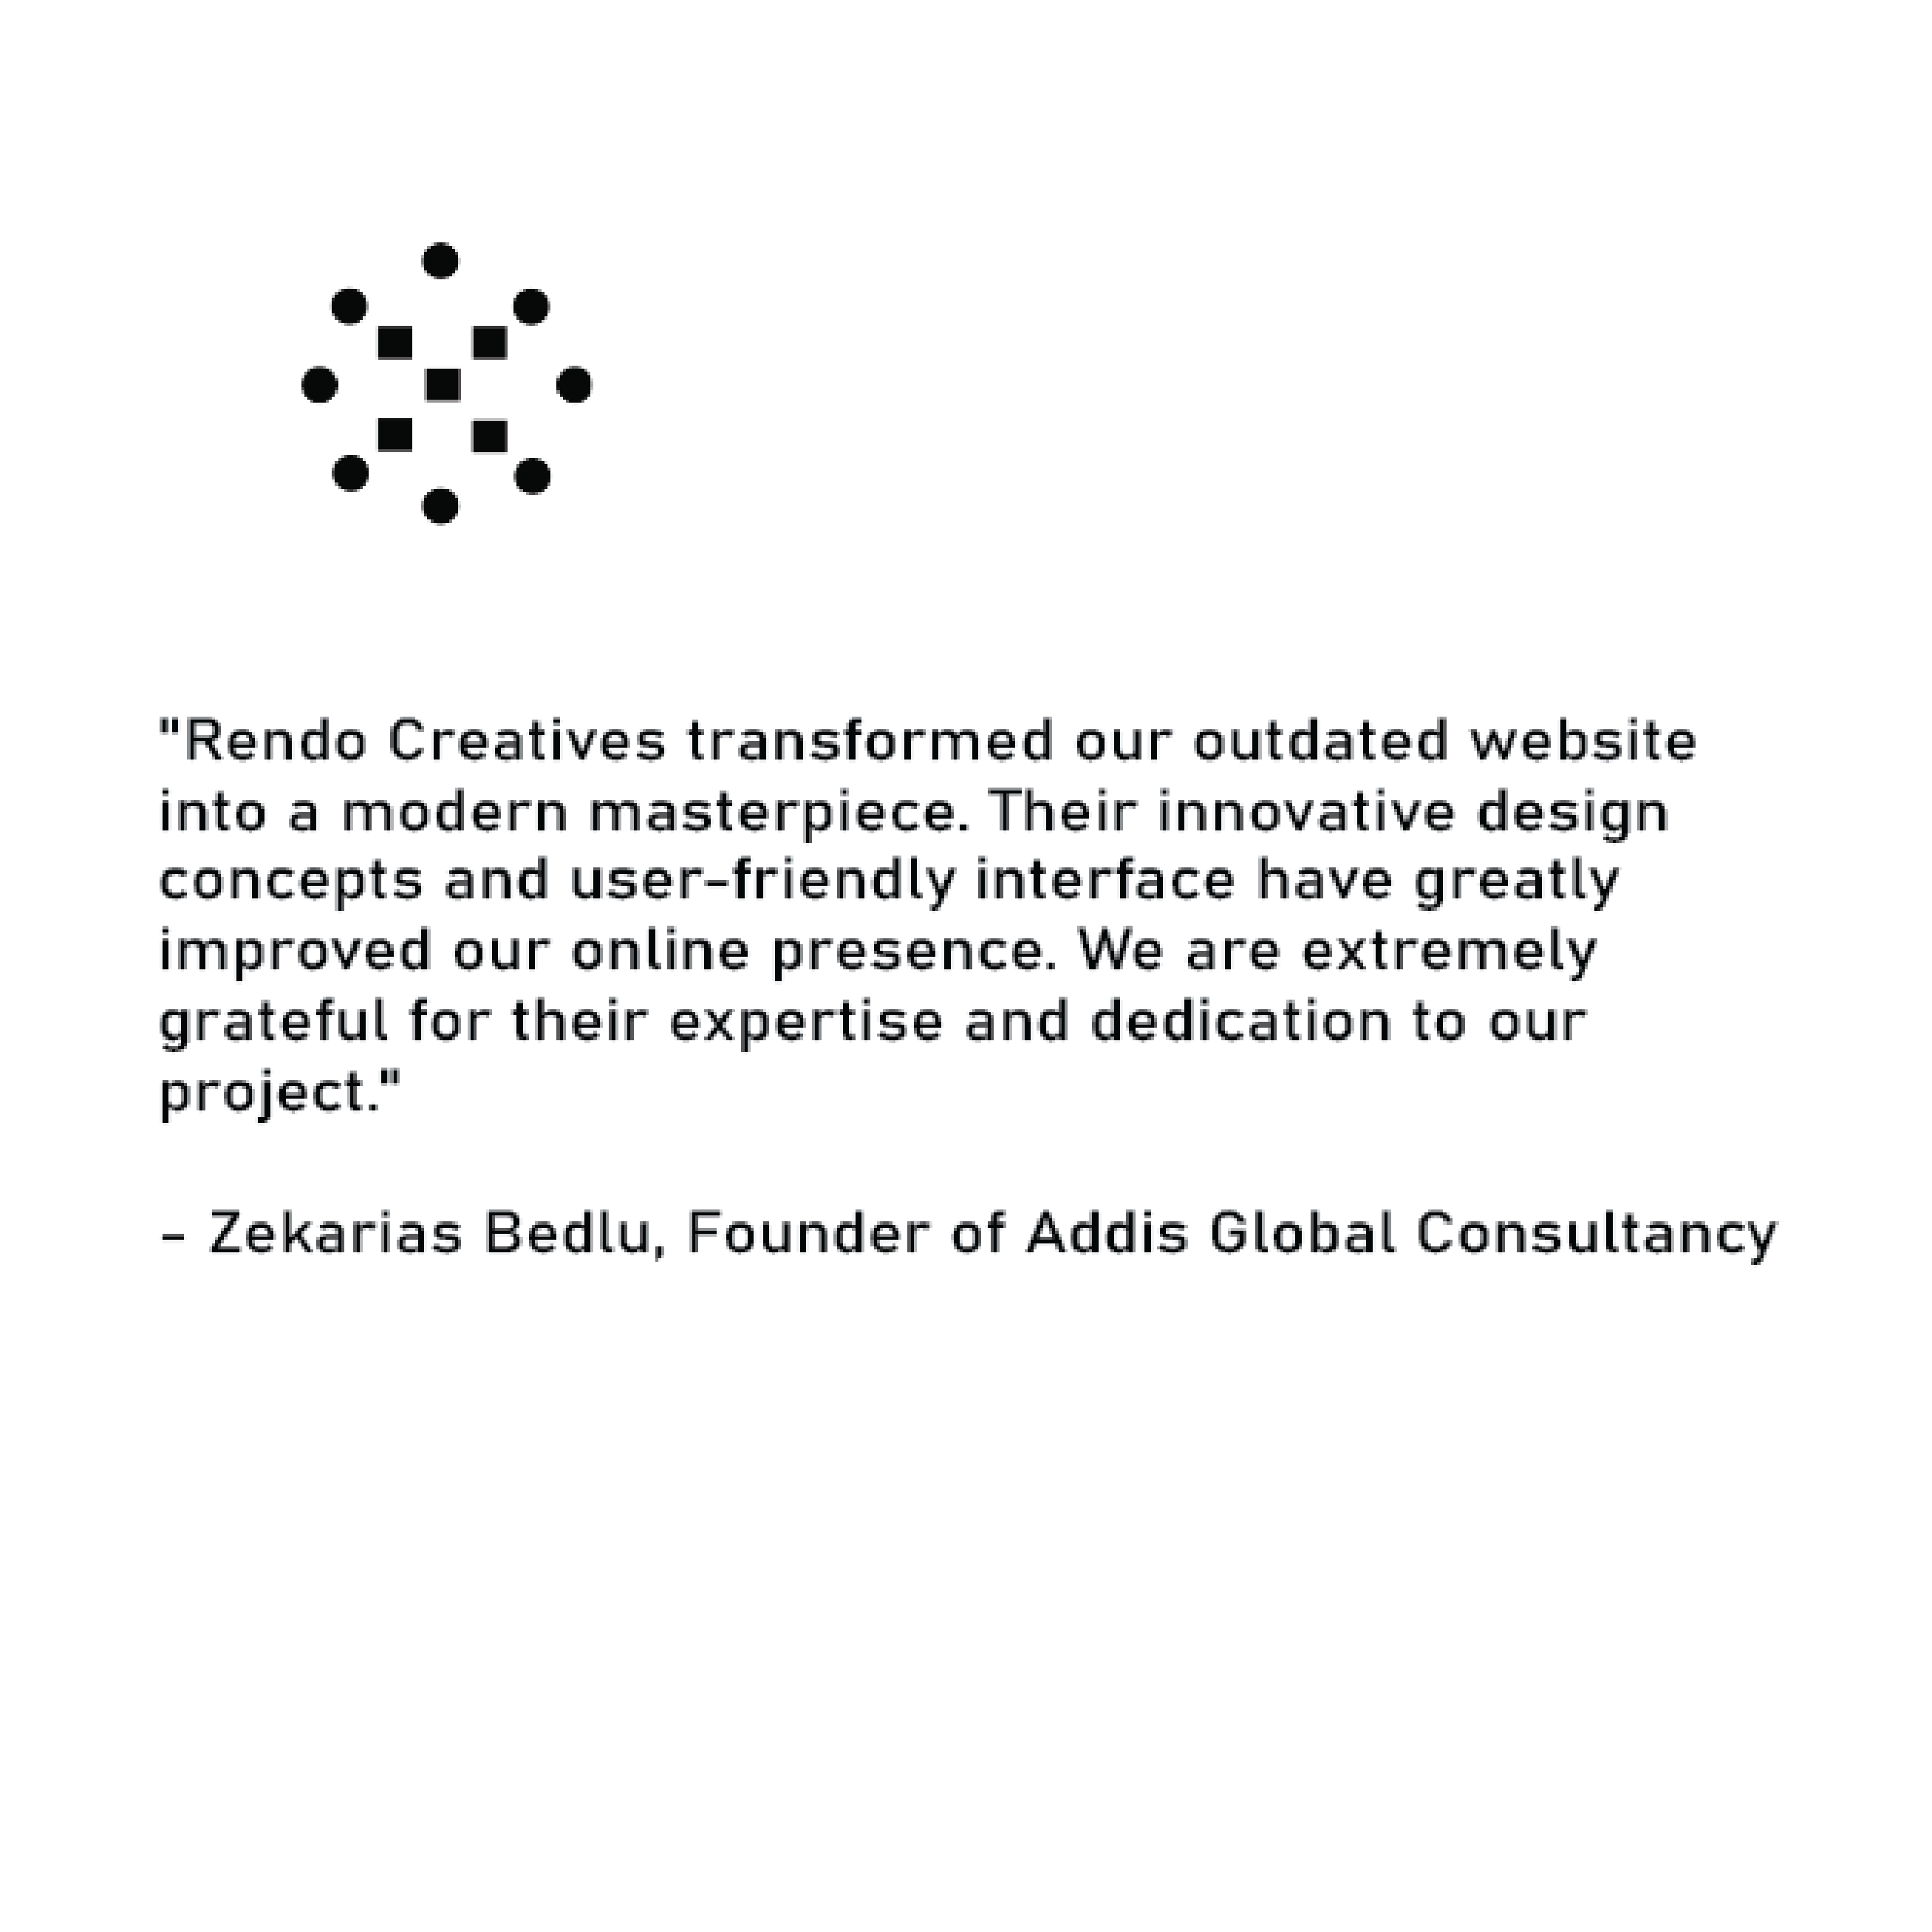 "Rendo Creatives transformed our outdated website
into a modern masterpiece. Their innovative design
concepts and user-friendly interface have greatly
improved our online presence. We are extremely
grateful for their expertise and dedication to our
project."
- Zekarias Bedlu, Founder of Addis Global Consultancy